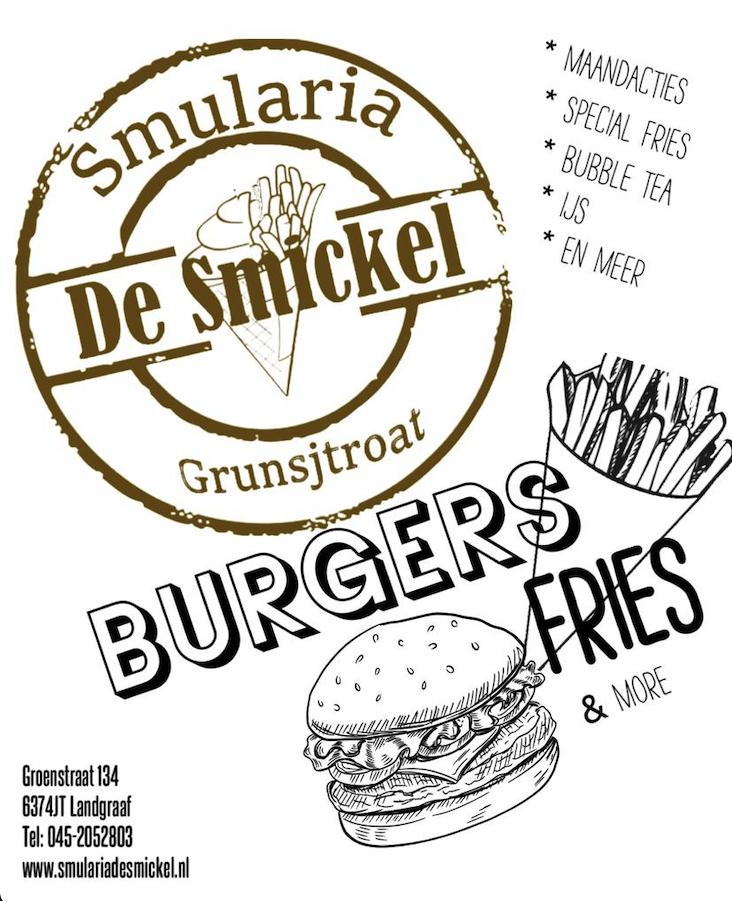 Smularia
De Smickel
Grunsjtroat
* MAANDACTIES
* SPECIAL FRIES
* BUBBLE TEA
* IJS
* EN MEER
BURGERS
FRIES
& MORE
Groenstraat 134
6374JT Landgraaf
Tel: 045-2052803
www.smulariadesmickel.nl